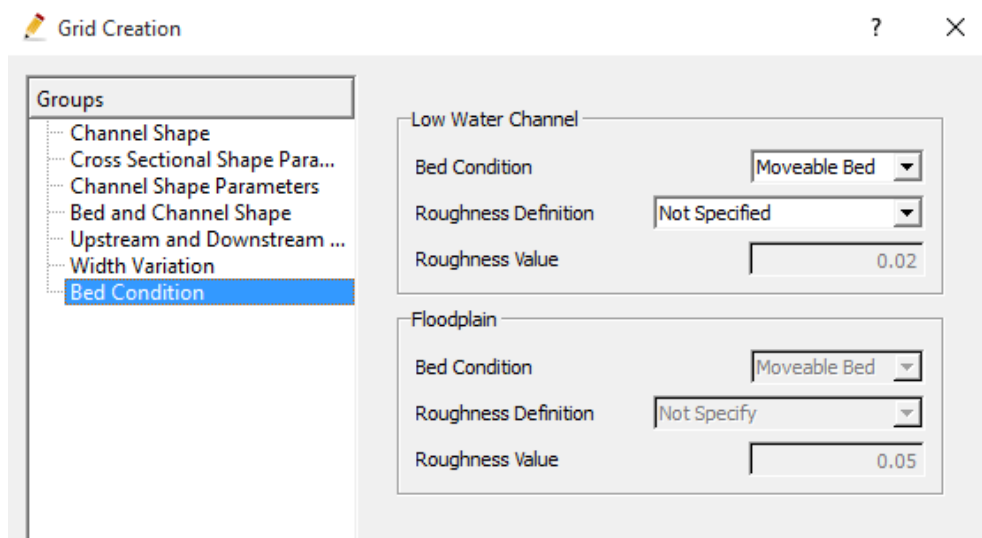 Grid Creation ?
Groups
Channel Shape
Cross Sectional Shape Para...
Channel Shape Parameters
Bed and Channel Shape
Upstream and Downstream ...
Width Variation
Bed Condition
Low Water Channel
Bed Condition Moveable Bed
Roughness Definition Not Specified
Roughness Value 0.02
Floodplain
Bed Condition Moveable Bed
Roughness Definition Not Specify
Roughness Value 0.05